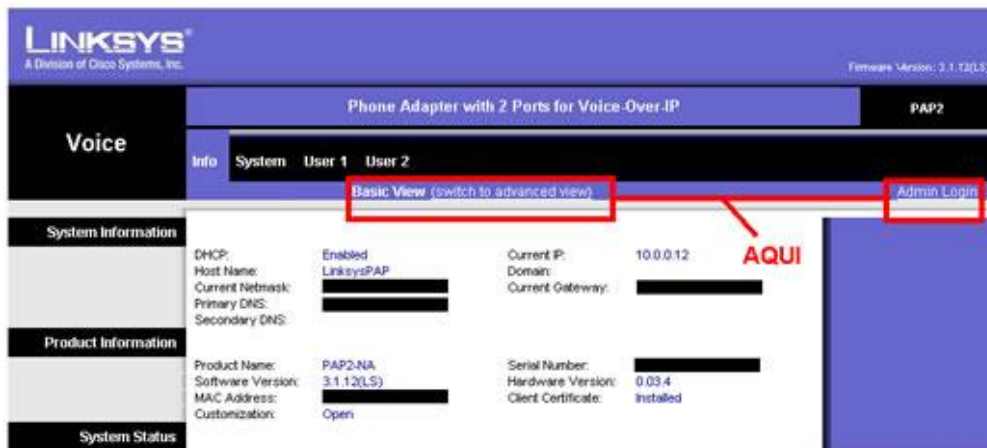 LINKSYS®
A Division of Cisco Systems, Inc.
Firmware Version: 3.1.12(LS)
Phone Adapter with 2 Ports for Voice-Over-IP
PAP2
Voice
Info System User 1 User 2
Basic View (switch to advanced view)
Admin Login
AQUI
System Information
DHCP: Enabled Current IP: 10.0.0.12
Host Name: LinksysPAP Domain:
Current Netmask: Current Gateway:
Primary DNS:
Secondary DNS:
Product Information
Product Name: PAP2-NA Serial Number:
Software Version: 3.1.12(LS) Hardware Version: 0.03.4
MAC Address: Client Certificate: Installed
Customization: Open
System Status